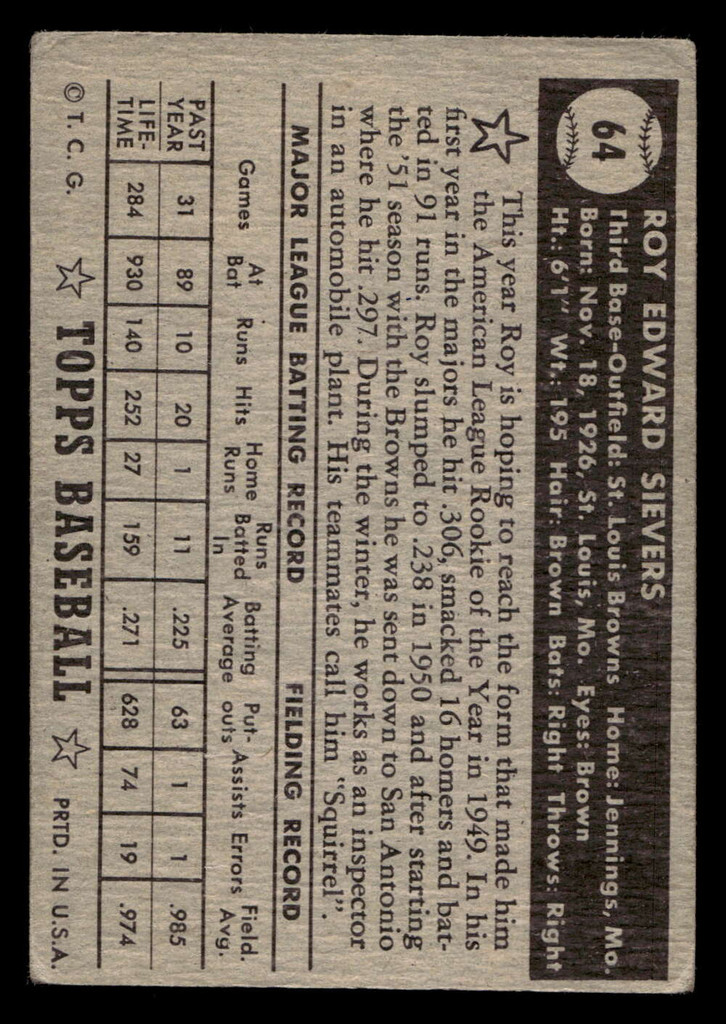 64
ROY EDWARD SIEVERS
Third Base-Outfield: St. Louis Browns Home: Jennings, Mo.
Born: Nov. 18, 1926, St. Louis, Mo. Eyes: Brown
Ht.: 6'1" Wt.: 195 Hair: Brown Bats: Right Throws: Right
This year Roy is hoping to reach the form that made him
the American League Rookie of the Year in 1949. In his
first year in the majors he hit .306, smacked 16 homers and bat-
ted in 91 runs. Roy slumped to .238 in 1950 and after starting
the '51 season with the Browns he was sent down to San Antonio
where he hit .297. During the winter, he works as an inspector
in an automobile plant. His teammates call him "Squirrel".
MAJOR LEAGUE BATTING RECORD FIELDING RECORD
Games At Bat Runs Hits Home Runs Runs Batted In Batting Average Put-outs Assists Errors Field. Avg.
PAST YEAR 31 89 10 20 1 11 .225 63 1 1 .985
LIFE-TIME 284 930 140 252 27 159 .271 628 74 19 .974
© T. C. G. TOPPS BASEBALL PRTD. IN U.S.A.